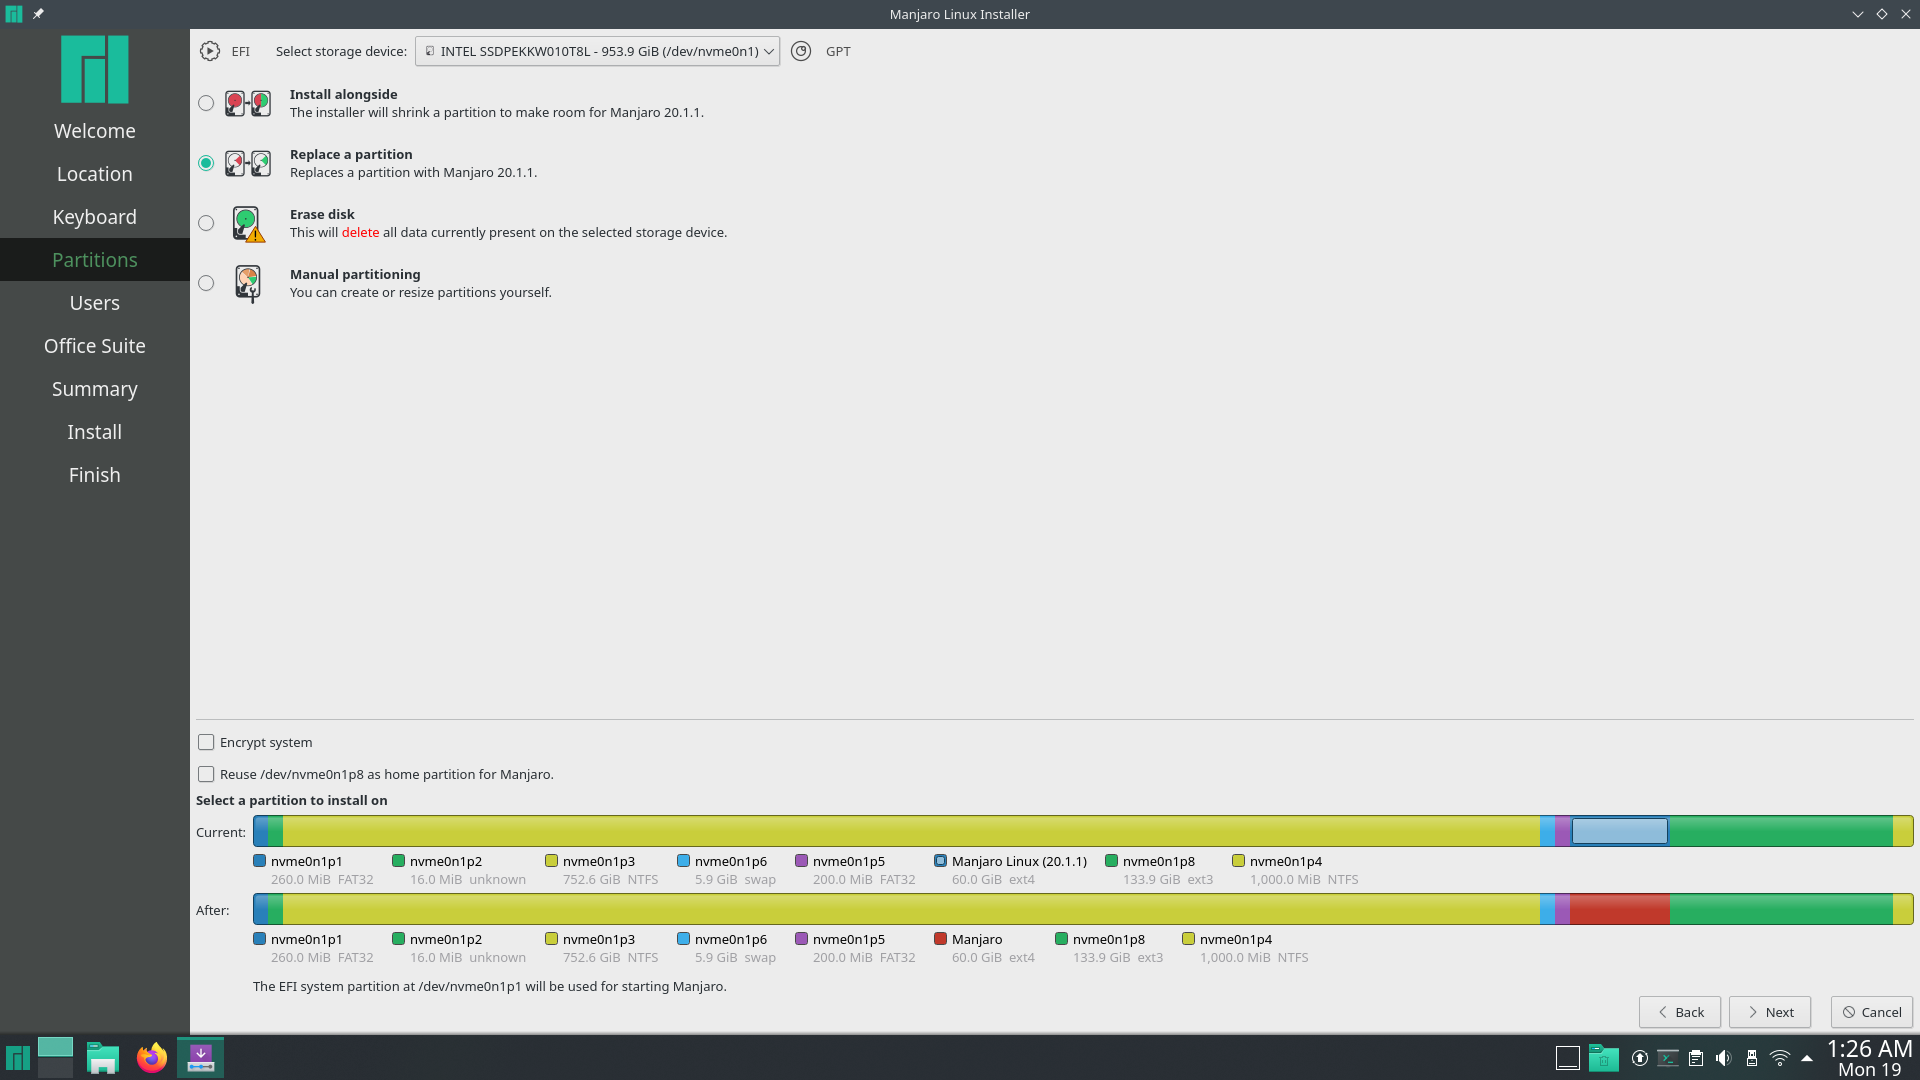 Manjaro Linux Installer
EFI Select storage device: INTEL SSDPEKKW010T8L - 953.9 GiB (/dev/nvme0n1) GPT
Welcome
Location
Keyboard
Partitions
Users
Office Suite
Summary
Install
Finish
Install alongside
The installer will shrink a partition to make room for Manjaro 20.1.1.
Replace a partition
Replaces a partition with Manjaro 20.1.1.
Erase disk
This will delete all data currently present on the selected storage device.
Manual partitioning
You can create or resize partitions yourself.
Encrypt system
Reuse /dev/nvme0n1p8 as home partition for Manjaro.
Select a partition to install on
Current:
nvme0n1p1 nvme0n1p2 nvme0n1p3 nvme0n1p6 nvme0n1p5 Manjaro Linux (20.1.1) nvme0n1p8 nvme0n1p4
260.0 MiB FAT32 16.0 MiB unknown 752.6 GiB NTFS 5.9 GiB swap 200.0 MiB FAT32 60.0 GiB ext4 133.9 GiB ext3 1,000.0 MiB NTFS
After:
nvme0n1p1 nvme0n1p2 nvme0n1p3 nvme0n1p6 nvme0n1p5 Manjaro nvme0n1p8 nvme0n1p4
260.0 MiB FAT32 16.0 MiB unknown 752.6 GiB NTFS 5.9 GiB swap 200.0 MiB FAT32 60.0 GiB ext4 133.9 GiB ext3 1,000.0 MiB NTFS
The EFI system partition at /dev/nvme0n1p1 will be used for starting Manjaro.
Back Next Cancel
1:26 AM
Mon 19